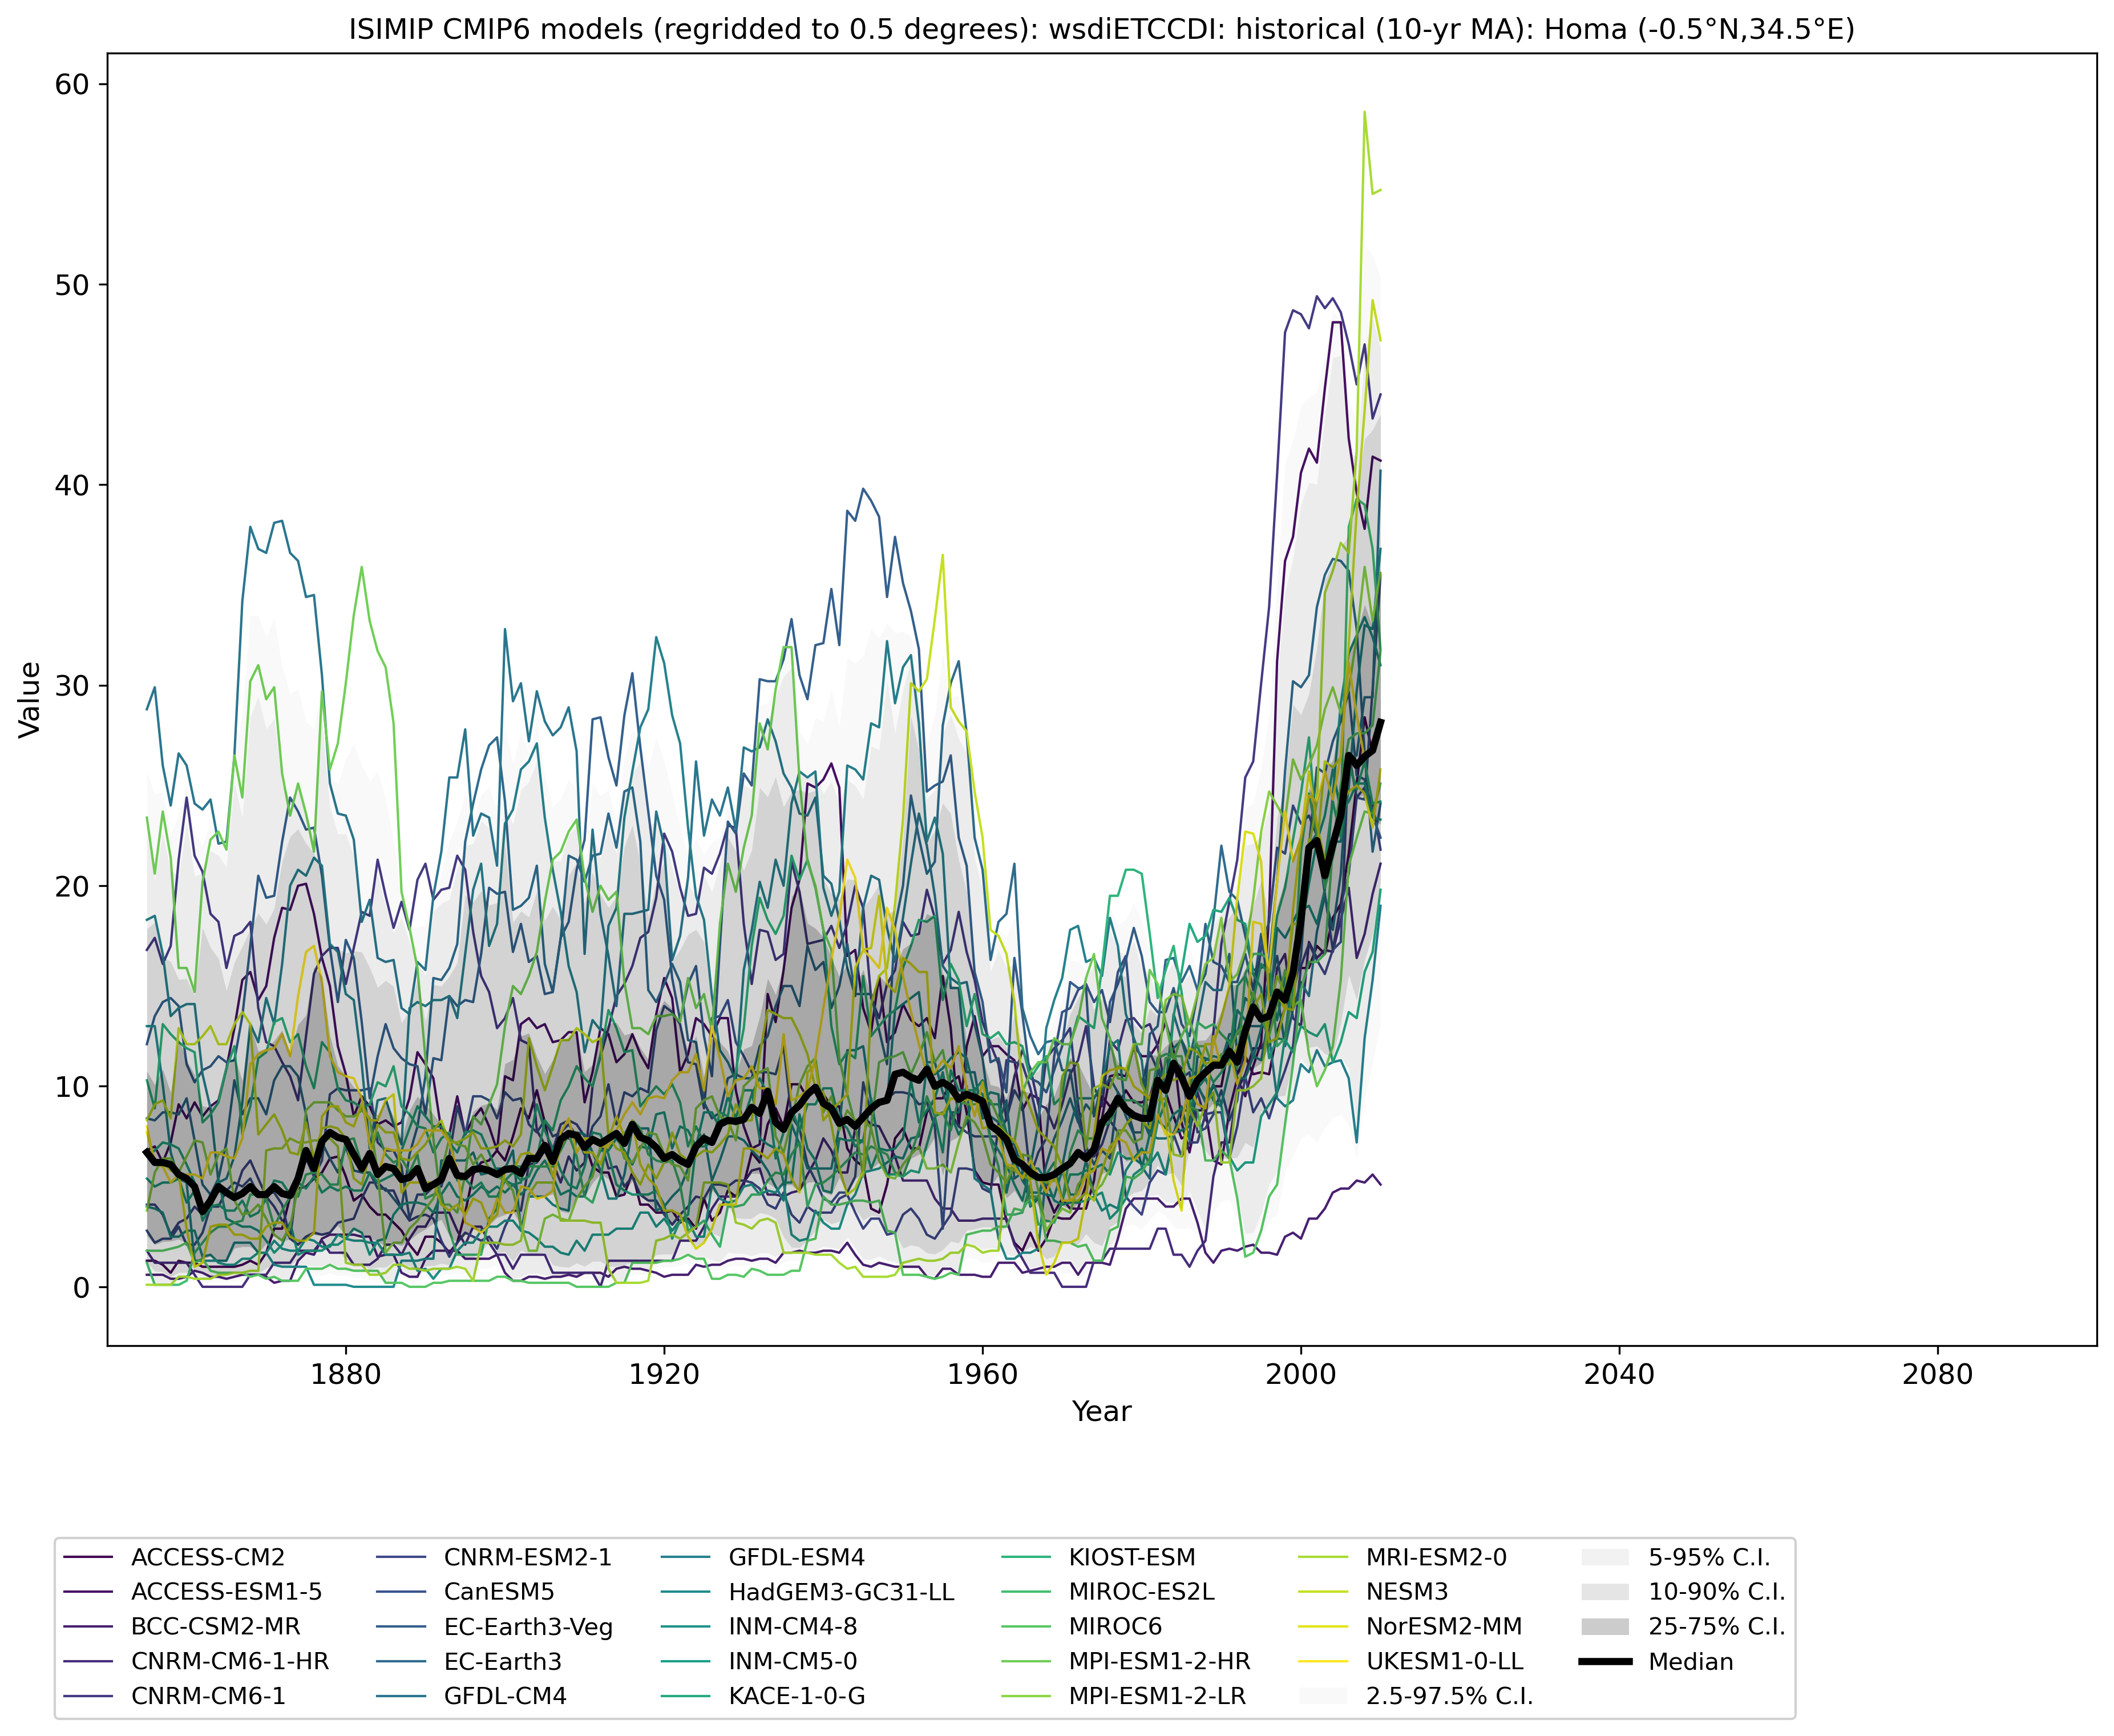 ISIMIP CMIP6 models (regridded to 0.5 degrees): wsdiETCCDI: historical (10-yr MA): Homa (-0.5°N,34.5°E)
60
50
40
30
20
10
0
Value
1880 1920 1960 2000 2040 2080
Year
ACCESS-CM2
ACCESS-ESM1-5
BCC-CSM2-MR
CNRM-CM6-1-HR
CNRM-CM6-1
CNRM-ESM2-1
CanESM5
EC-Earth3-Veg
EC-Earth3
GFDL-CM4
GFDL-ESM4
HadGEM3-GC31-LL
INM-CM4-8
INM-CM5-0
KACE-1-0-G
KIOST-ESM
MIROC-ES2L
MIROC6
MPI-ESM1-2-HR
MPI-ESM1-2-LR
MRI-ESM2-0
NESM3
NorESM2-MM
UKESM1-0-LL
2.5-97.5% C.I.
5-95% C.I.
10-90% C.I.
25-75% C.I.
Median